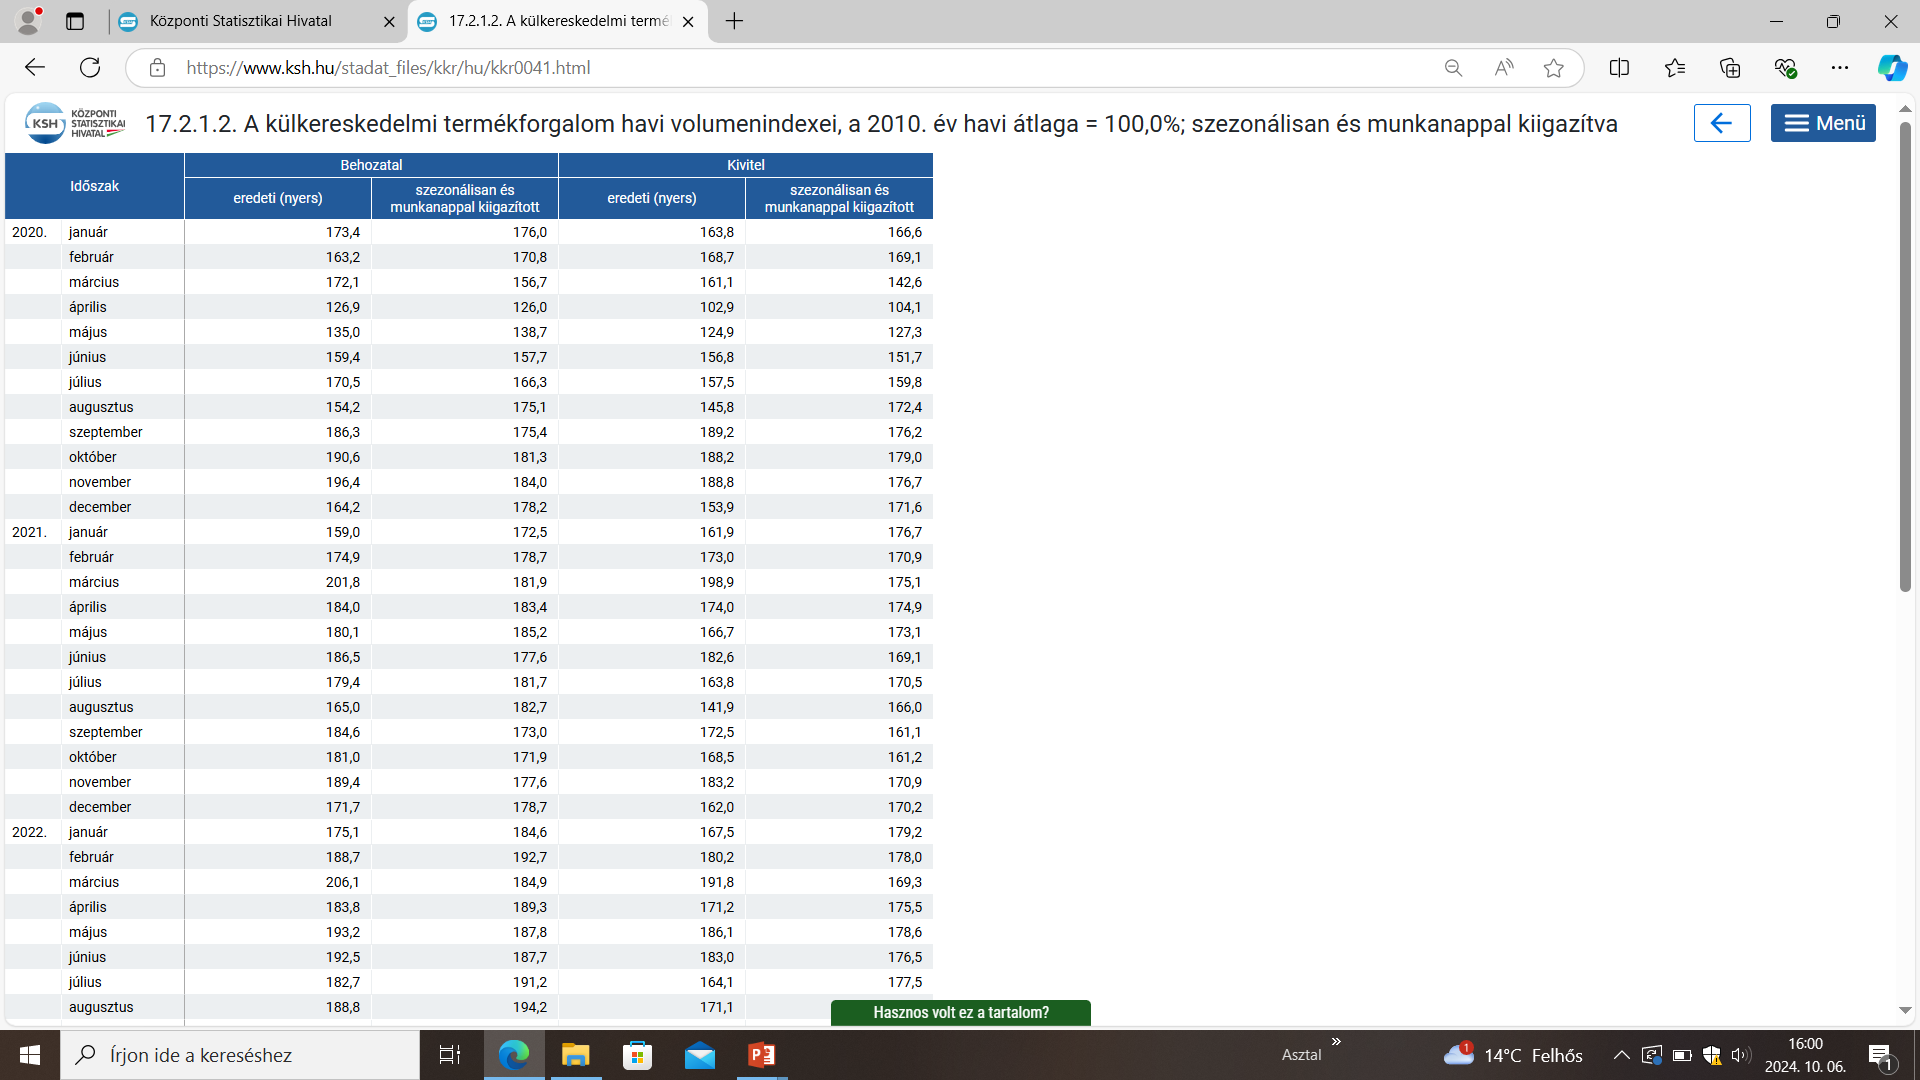 Központi Statisztikai Hivatal
17.2.1.2. A külkereskedelmi termé
https://www.ksh.hu/stadat_files/kkr/hu/kkr0041.html
KSH KÖZPONTI STATISZTIKAI HIVATAL
17.2.1.2. A külkereskedelmi termékforgalom havi volumenindexei, a 2010. év havi átlaga = 100,0%; szezonálisan és munkanappal kiigazítva
Menü
Időszak Behozatal Kivitel
eredeti (nyers) szezonálisan és munkanappal kiigazított eredeti (nyers) szezonálisan és munkanappal kiigazított
2020. január 173,4 176,0 163,8 166,6
február 163,2 170,8 168,7 169,1
március 172,1 156,7 161,1 142,6
április 126,9 126,0 102,9 104,1
május 135,0 138,7 124,9 127,3
június 159,4 157,7 156,8 151,7
július 170,5 166,3 157,5 159,8
augusztus 154,2 175,1 145,8 172,4
szeptember 186,3 175,4 189,2 176,2
október 190,6 181,3 188,2 179,0
november 196,4 184,0 188,8 176,7
december 164,2 178,2 153,9 171,6
2021. január 159,0 172,5 161,9 176,7
február 174,9 178,7 173,0 170,9
március 201,8 181,9 198,9 175,1
április 184,0 183,4 174,0 174,9
május 180,1 185,2 166,7 173,1
június 186,5 177,6 182,6 169,1
július 179,4 181,7 163,8 170,5
augusztus 165,0 182,7 141,9 166,0
szeptember 184,6 173,0 172,5 161,1
október 181,0 171,9 168,5 161,2
november 189,4 177,6 183,2 170,9
december 171,7 178,7 162,0 170,2
2022. január 175,1 184,6 167,5 179,2
február 188,7 192,7 180,2 178,0
március 206,1 184,9 191,8 169,3
április 183,8 189,3 171,2 175,5
május 193,2 187,8 186,1 178,6
június 192,5 187,7 183,0 176,5
július 182,7 191,2 164,1 177,5
augusztus 188,8 194,2 171,1
Hasznos volt ez a tartalom?
Írjon ide a kereséshez
Asztal
1
14°C Felhős
16:00
2024. 10. 06.
1